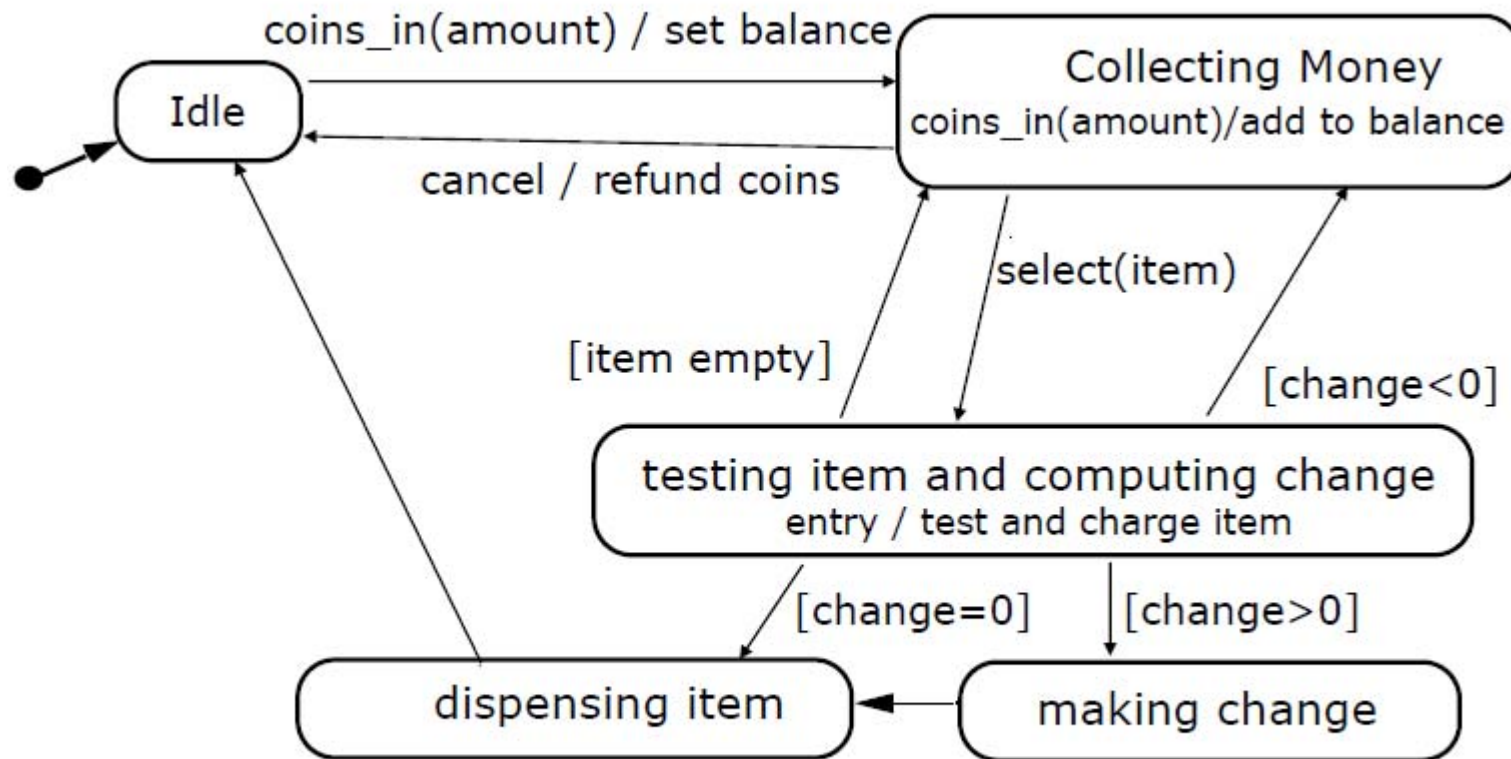 coins_in(amount) / set balance
Idle
Collecting Money
coins_in(amount)/add to balance
cancel / refund coins
select(item)
[item empty]
[change<0]
testing item and computing change
entry / test and charge item
[change=0]
[change>0]
dispensing item
making change